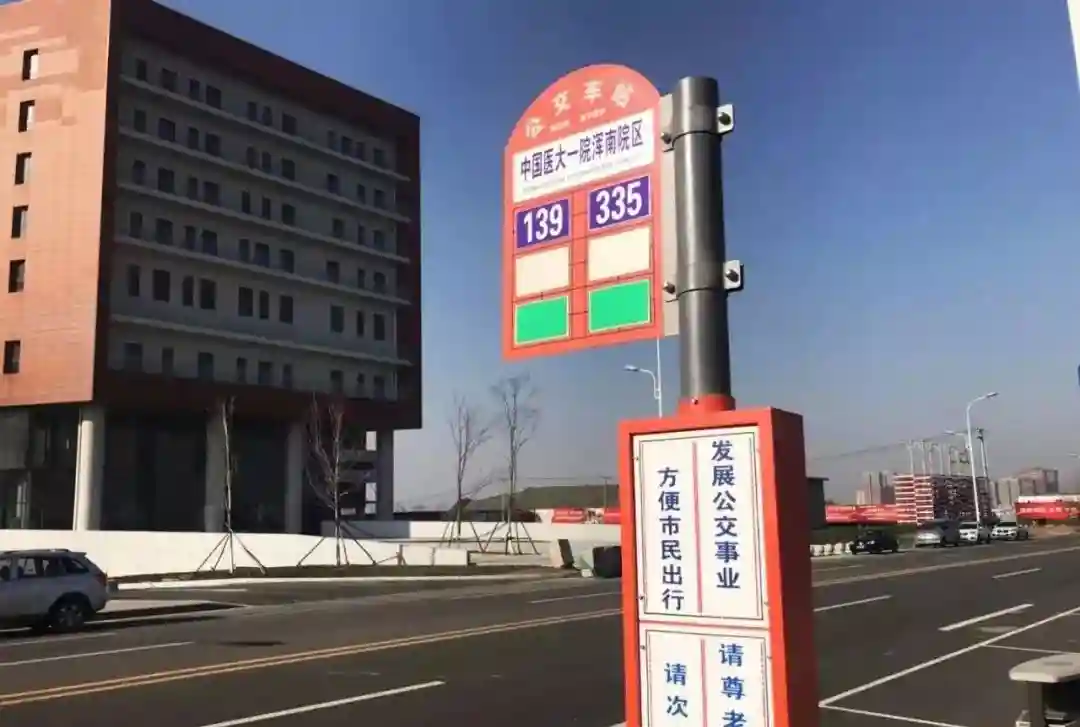 交车站
中国医大一院浑南院区
139 335
发展公交事业
方便市民出行
请尊老
请次